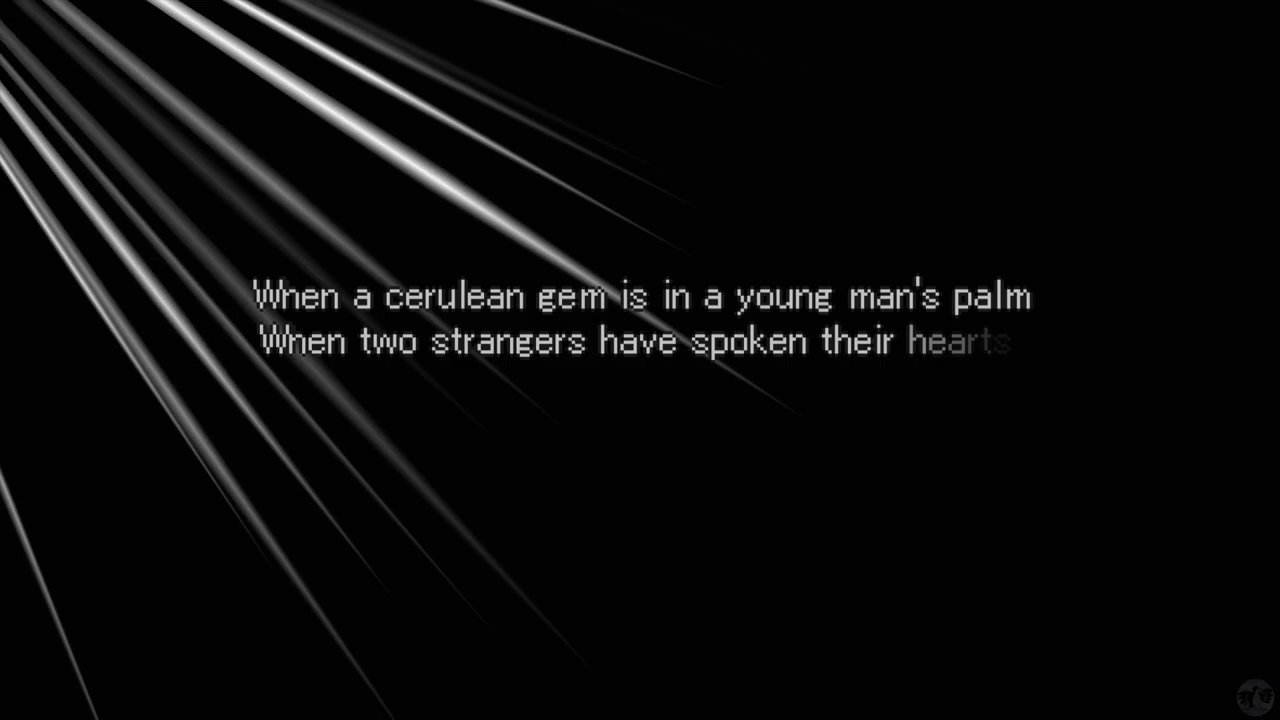 When a cerulean gem is in a young man's palm
When two strangers have spoken their hearts